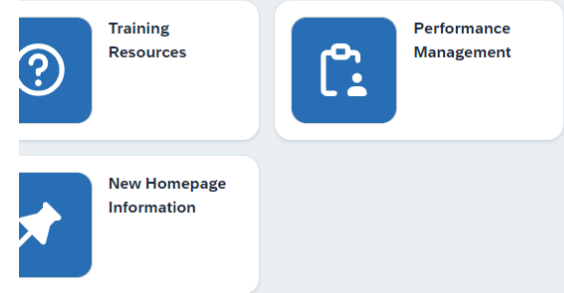 Training
Resources
Performance
Management
New Homepage
Information